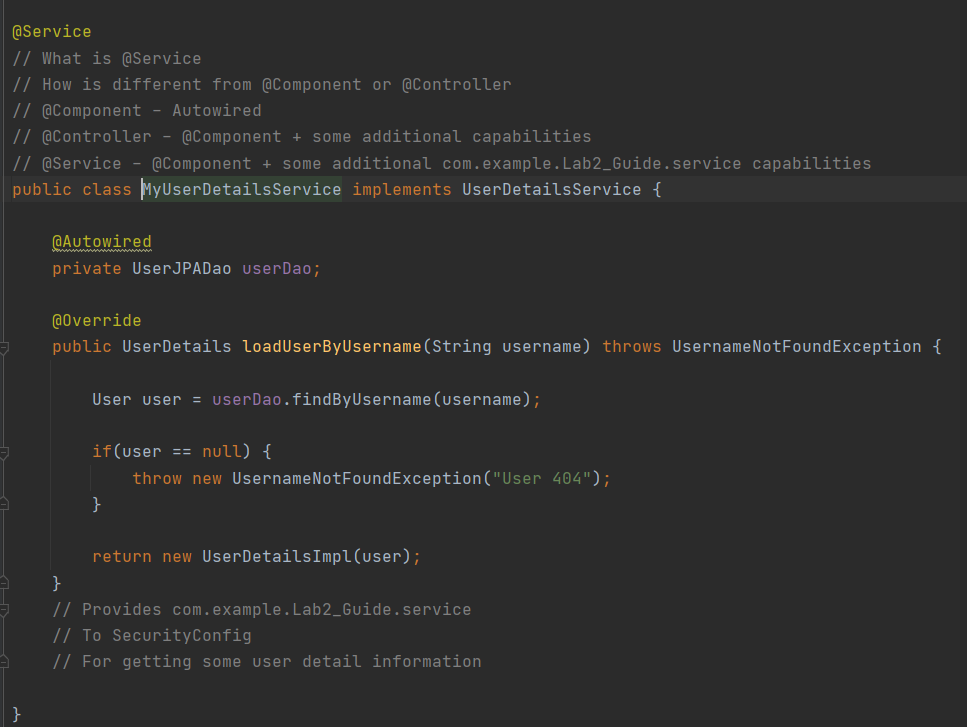 @Service
// What is @Service
// How is different from @Component or @Controller
// @Component - Autowired
// @Controller - @Component + some additional capabilities
// @Service - @Component + some additional com.example.Lab2_Guide.service capabilities
public class MyUserDetailsService implements UserDetailsService {
@Autowired
private UserJPADao userDao;
@Override
public UserDetails loadUserByUsername(String username) throws UsernameNotFoundException {
User user = userDao.findByUsername(username);
if(user == null) {
throw new UsernameNotFoundException("User 404");
}
return new UserDetailsImpl(user);
}
// Provides com.example.Lab2_Guide.service
// To SecurityConfig
// For getting some user detail information
}